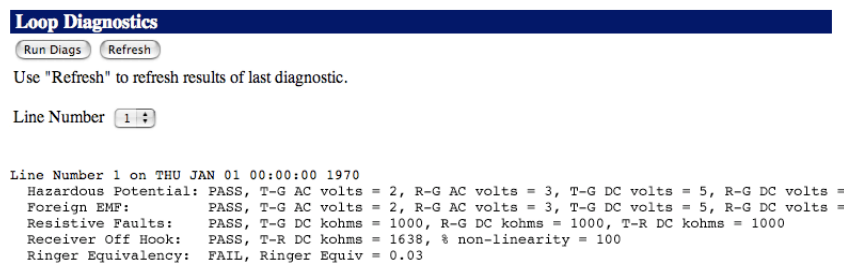 Loop Diagnostics
Run Diags Refresh
Use "Refresh" to refresh results of last diagnostic.
Line Number 1
Line Number 1 on THU JAN 01 00:00:00 1970
Hazardous Potential: PASS, T-G AC volts = 2, R-G AC volts = 3, T-G DC volts = 5, R-G DC volts =
Foreign EMF: PASS, T-G AC volts = 2, R-G AC volts = 3, T-G DC volts = 5, R-G DC volts =
Resistive Faults: PASS, T-G DC kohms = 1000, R-G DC kohms = 1000, T-R DC kohms = 1000
Receiver Off Hook: PASS, T-R DC kohms = 1638, % non-linearity = 100
Ringer Equivalency: FAIL, Ringer Equiv = 0.03